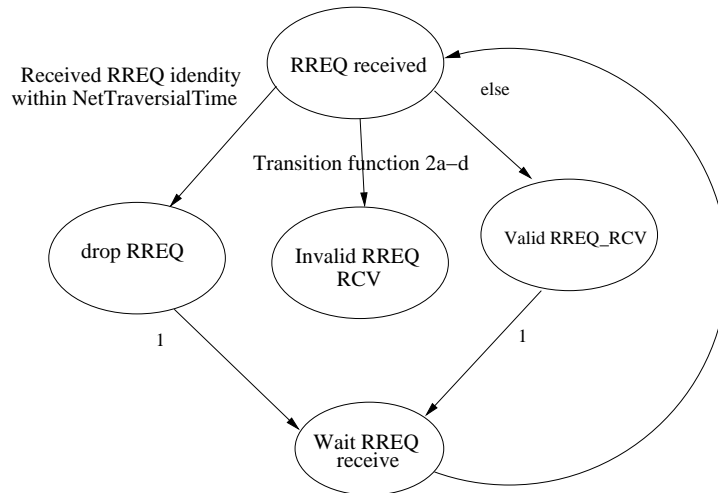 RREQ received
Received RREQ idendity
within NetTraversialTime
else
Transition function 2a−d
drop RREQ
Invalid RREQ
RCV
Valid RREQ_RCV
1
1
Wait RREQ
receive